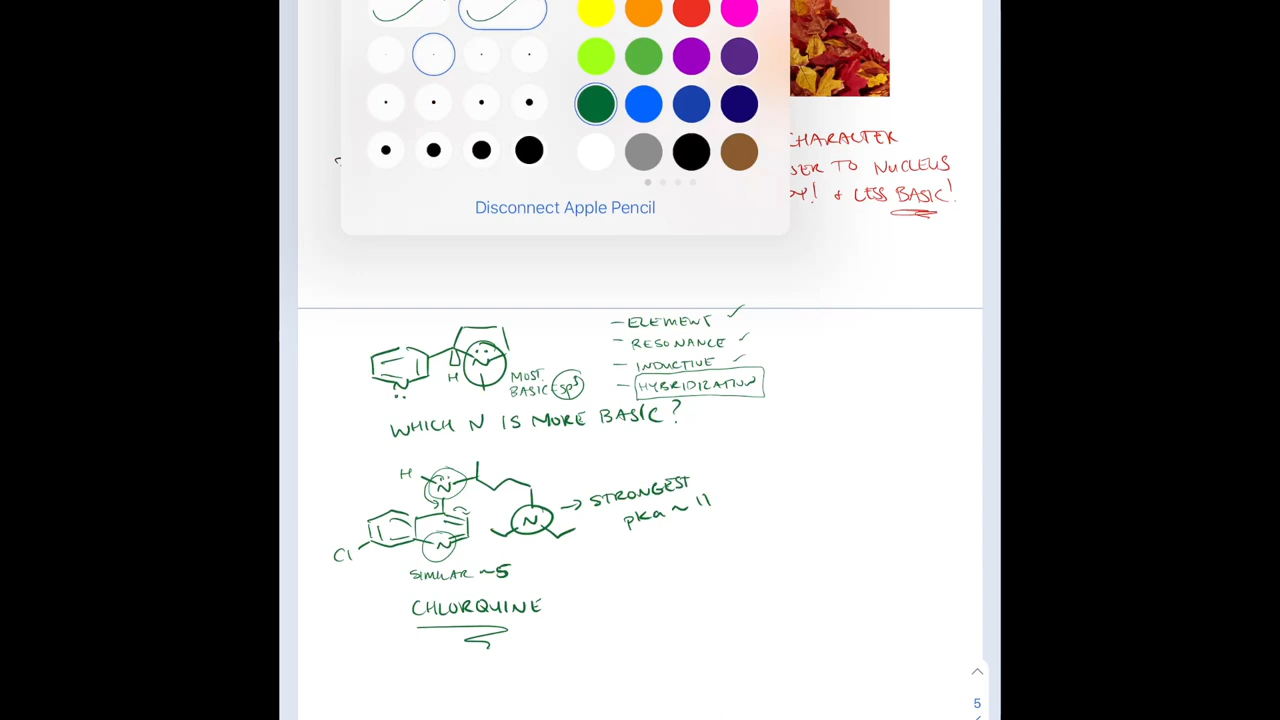 Disconnect Apple Pencil
CHARACTER
TO NUCLEUS
& LESS BASIC!
- ELEMENT ✓
- RESONANCE ✓
- INDUCTIVE ✓
- HYBRIDIZATION
N
H
N
MOST
BASIC sp3
WHICH N IS MORE BASIC?
H
N
N
→ STRONGEST
pka ~ 11
Cl
N
SIMILAR ~5
CHLORQUINE
5